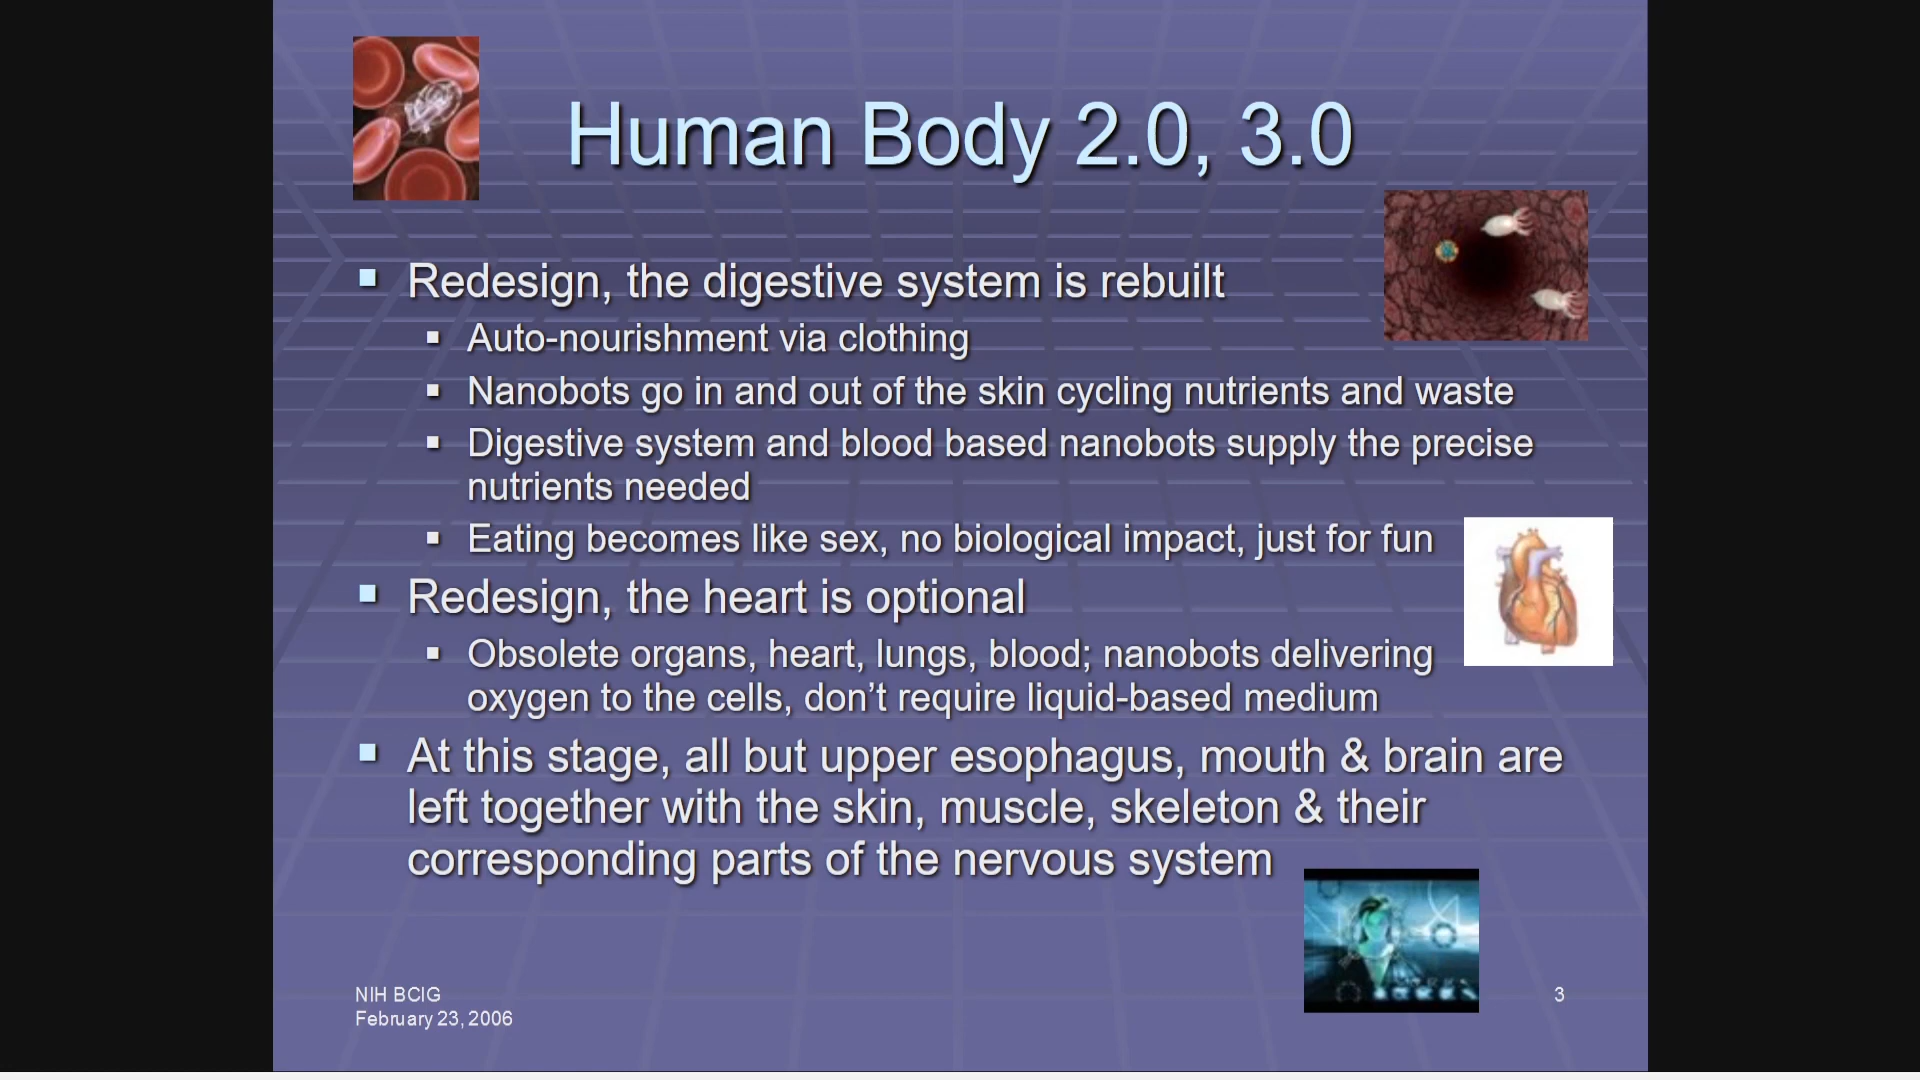 Human Body 2.0, 3.0
Redesign, the digestive system is rebuilt
Auto-nourishment via clothing
Nanobots go in and out of the skin cycling nutrients and waste
Digestive system and blood based nanobots supply the precise
nutrients needed
Eating becomes like sex, no biological impact, just for fun
Redesign, the heart is optional
Obsolete organs, heart, lungs, blood; nanobots delivering
oxygen to the cells, don’t require liquid-based medium
At this stage, all but upper esophagus, mouth & brain are
left together with the skin, muscle, skeleton & their
corresponding parts of the nervous system
NIH BCIG
February 23, 2006
3